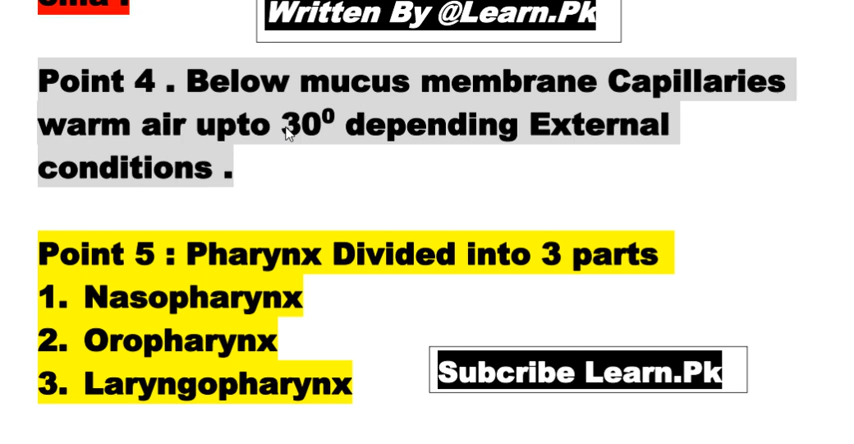 Written By @Learn.Pk
Point 4 . Below mucus membrane Capillaries
warm air upto 30⁰ depending External
conditions .
Point 5 : Pharynx Divided into 3 parts
1. Nasopharynx
2. Oropharynx
3. Laryngopharynx
Subcribe Learn.Pk